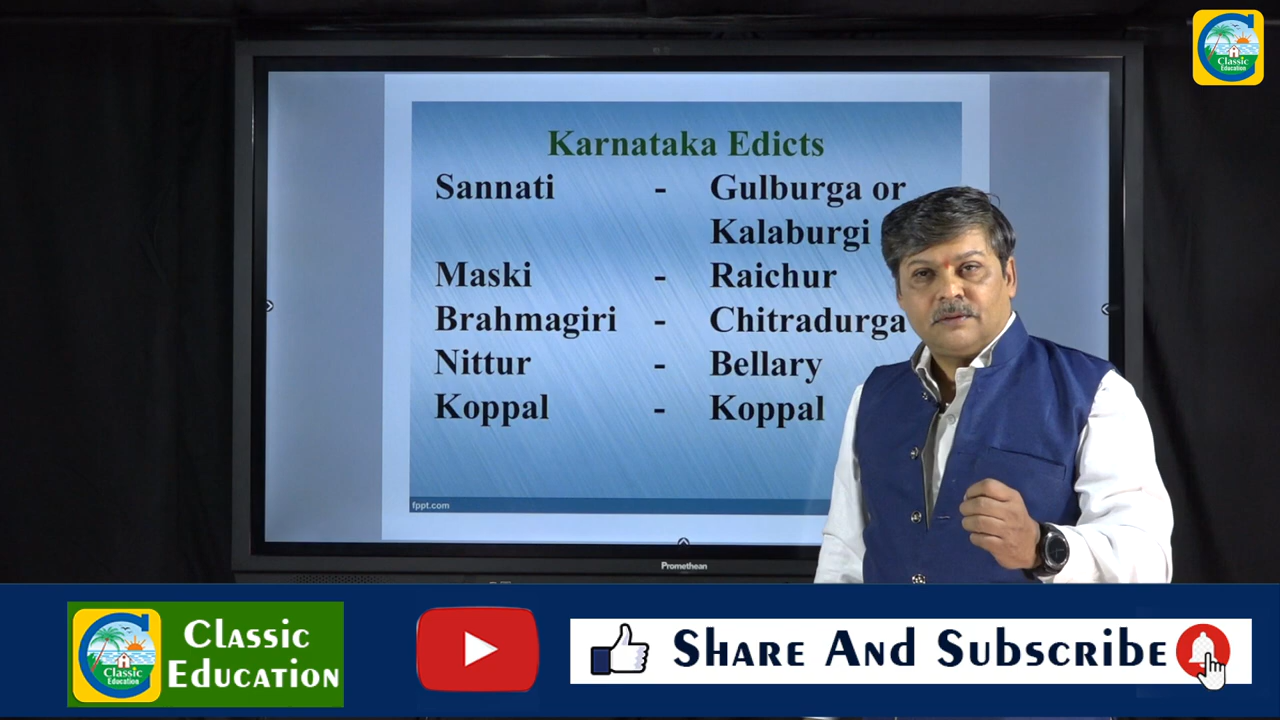 Classic
Education
Karnataka Edicts
Sannati - Gulburga or
Kalaburgi
Maski - Raichur
Brahmagiri - Chitradurga
Nittur - Bellary
Koppal - Koppal
fppt.com
Promethean
Classic
Education
Classic
Education
Share And Subscribe